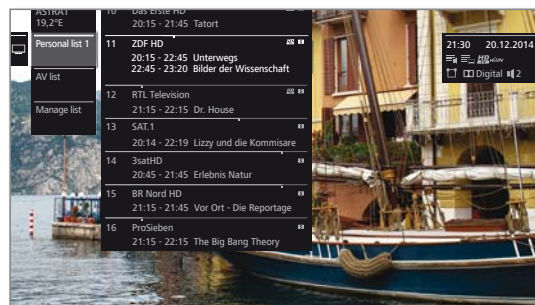 ASTRA1
19,2°E
Personal list 1
AV list
Manage list
10 Das Erste HD
20:15 - 21:45 Tatort
11 ZDF HD
20:15 - 22:45 Unterwegs
22:45 - 23:20 Bilder der Wissenschaft
12 RTL Television
21:15 - 22:15 Dr. House
13 SAT.1
20:14 - 22:19 Lizzy und die Kommisare
14 3satHD
20:45 - 21:45 Erlebnis Natur
15 BR Nord HD
21:15 - 21:45 Vor Ort - Die Reportage
16 ProSieben
21:15 - 22:15 The Big Bang Theory
21:30 20.12.2014
Digital 2